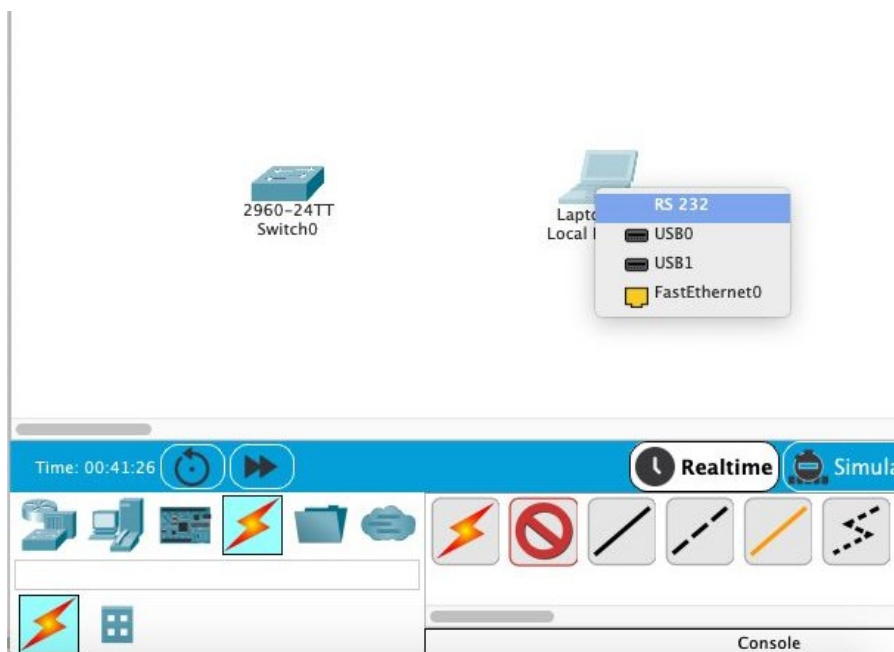 2960-24TT
Switch0
Lapto
Local
RS 232
USB0
USB1
FastEthernet0
Time: 00:41:26
Realtime
Simula
Console